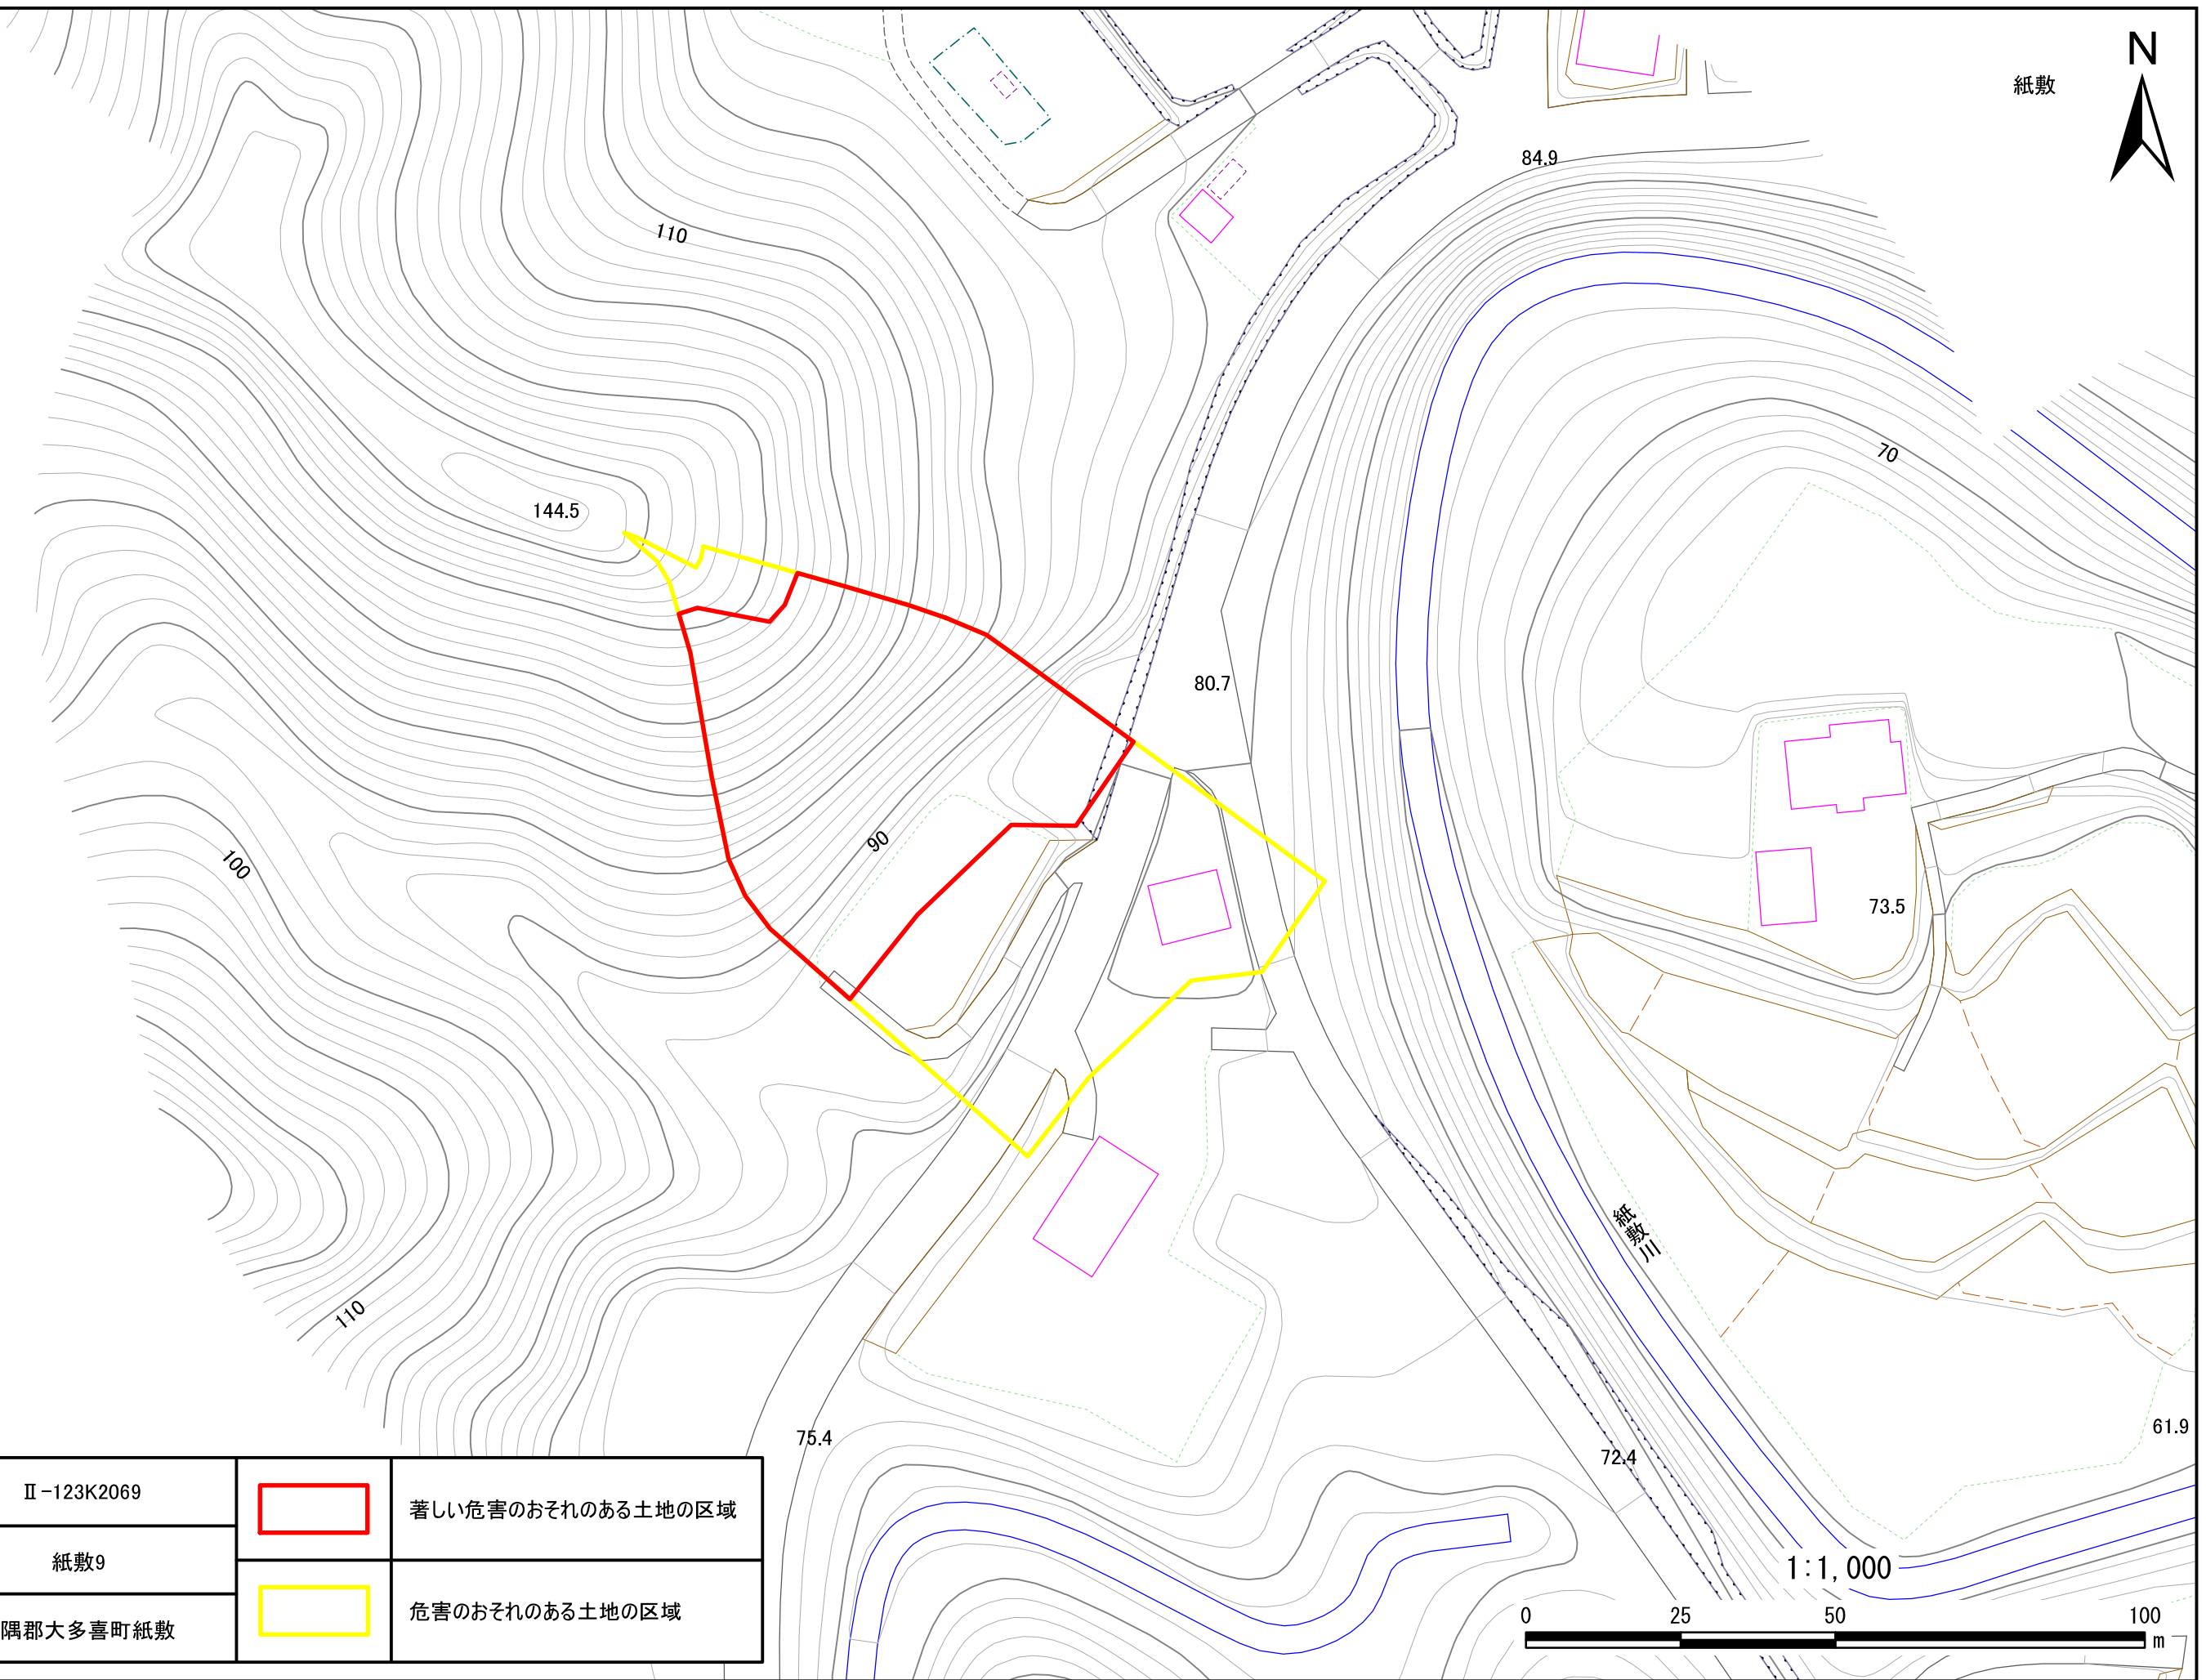 N
紙敷
84.9
110
70
144.5
80.7
90
100
73.5
紙敷川
110
75.4
72.4
61.9
Ⅱ-123K2069
著しい危害のおそれのある土地の区域
紙敷9
危害のおそれのある土地の区域
隅郡大多喜町紙敷
1:1,000
0 25 50 100
m